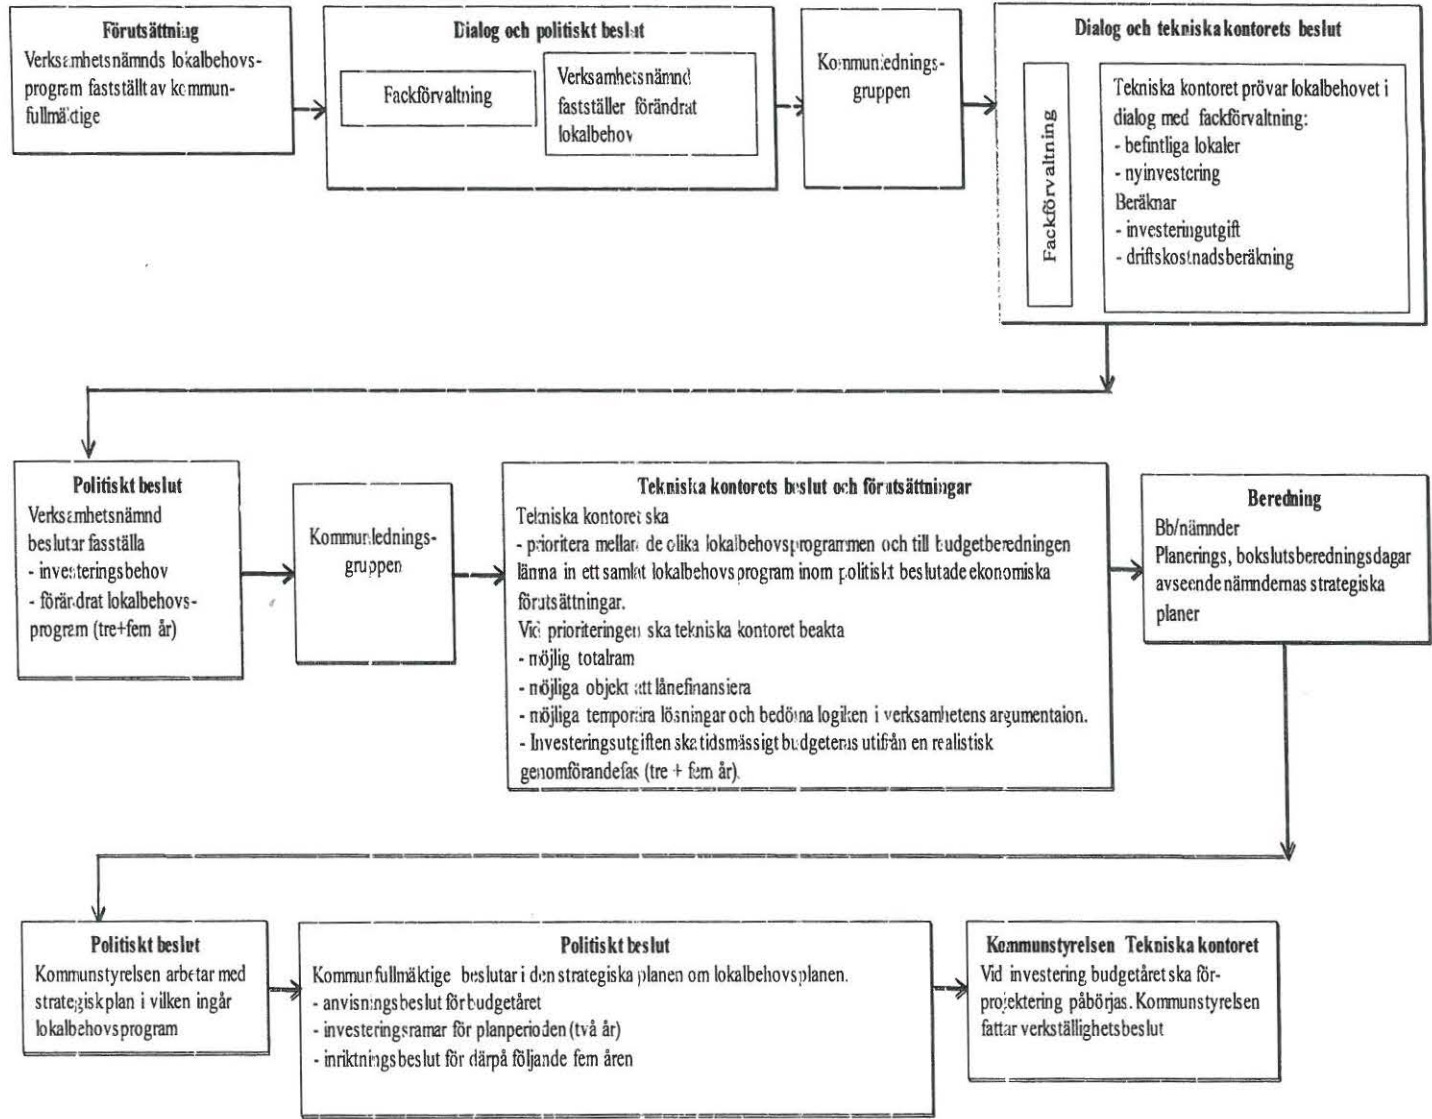 Förutsättning
Verksamhetsnämnds lokalbehovs-
program fastställt av kommun-
fullmäktige
Dialog och politiskt beslut
Fackförvaltning
Verksamhetsnämnd
fastställer förändrat
lokalbehov
Kommunlednings-
gruppen
Dialog och tekniska kontorets beslut
Fackförvaltning
Tekniska kontoret prövar lokalbehovet i
dialog med fackförvaltning:
- befintliga lokaler
- nyinvestering
Beräknar
- investeringutgift
- driftskostnadsberäkning
Politiskt beslut
Verksamhetsnämnd
beslutar fasställa
- investeringsbehov
- förändrat lokalbehovs-
program (tre+fem år)
Kommunlednings-
gruppen
Tekniska kontorets beslut och förutsättningar
Tekniska kontoret ska
- prioritera mellan de olika lokalbehovsprogrammen och till budgetberedningen
lämna in ett samlat lokalbehovsprogram inom politiskt beslutade ekonomiska
förutsättningar.
Vid prioriteringen ska tekniska kontoret beakta
- möjlig totalram
- möjliga objekt att lånefinansiera
- möjliga temporära lösningar och bedöma logiken i verksamhetens argumentaion.
- Investeringsutgiften ska tidsmässigt budgeteras utifrån en realistisk
genomförandefas (tre + fem år).
Beredning
Bb/nämnder
Planerings, bokslutsberedningsdagar
avseende nämndernas strategiska
planer
Politiskt beslut
Kommunstyrelsen arbetar med
strategisk plan i vilken ingår
lokalbehovsprogram
Politiskt beslut
Kommunfullmäktige beslutar i den strategiska planen om lokalbehovsplanen.
- anvisningsbeslut för budgetåret
- investeringsramar för planperioden (två år)
- inriktningsbeslut för därpå följande fem åren
Kommunstyrelsen Tekniska kontoret
Vid investering budgetåret ska för-
projektering påbörjas. Kommunstyrelsen
fattar verkställighetsbeslut